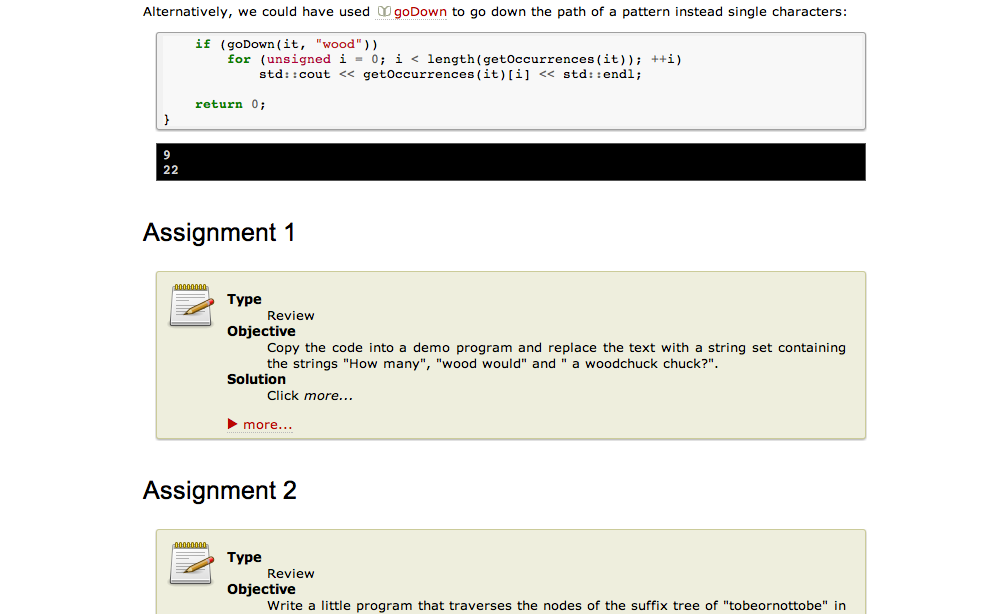 Alternatively, we could have used goDown to go down the path of a pattern instead single characters:
if (goDown(it, "wood"))
for (unsigned i = 0; i < length(getOccurrences(it)); ++i)
std::cout << getOccurrences(it)[i] << std::endl;
return 0;
}
9
22
Assignment 1
Type
Review
Objective
Copy the code into a demo program and replace the text with a string set containing
the strings "How many", "wood would" and " a woodchuck chuck?".
Solution
Click more...
more...
Assignment 2
Type
Review
Objective
Write a little program that traverses the nodes of the suffix tree of "tobeornottobe" in